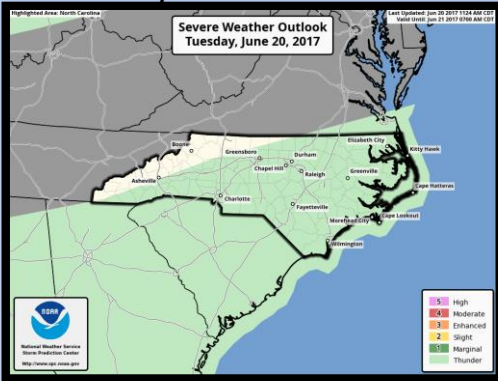 Highlighted Area: North Carolina
Last Updated: Jun 20 2017 1124 AM CDT
Valid Until: Jun 21 2017 0700 AM CDT
Severe Weather Outlook
Tuesday, June 20, 2017
Boone
Greensboro
Durham
Elizabeth City
Kitty Hawk
Asheville
Chapel Hill
Raleigh
Greenville
Cape Hatteras
Charlotte
Fayetteville
Morehead City
Cape Lookout
Wilmington
NOAA
National Weather Service
Storm Prediction Center
http://www.spc.noaa.gov
5 High
4 Moderate
3 Enhanced
2 Slight
1 Marginal
Thunder